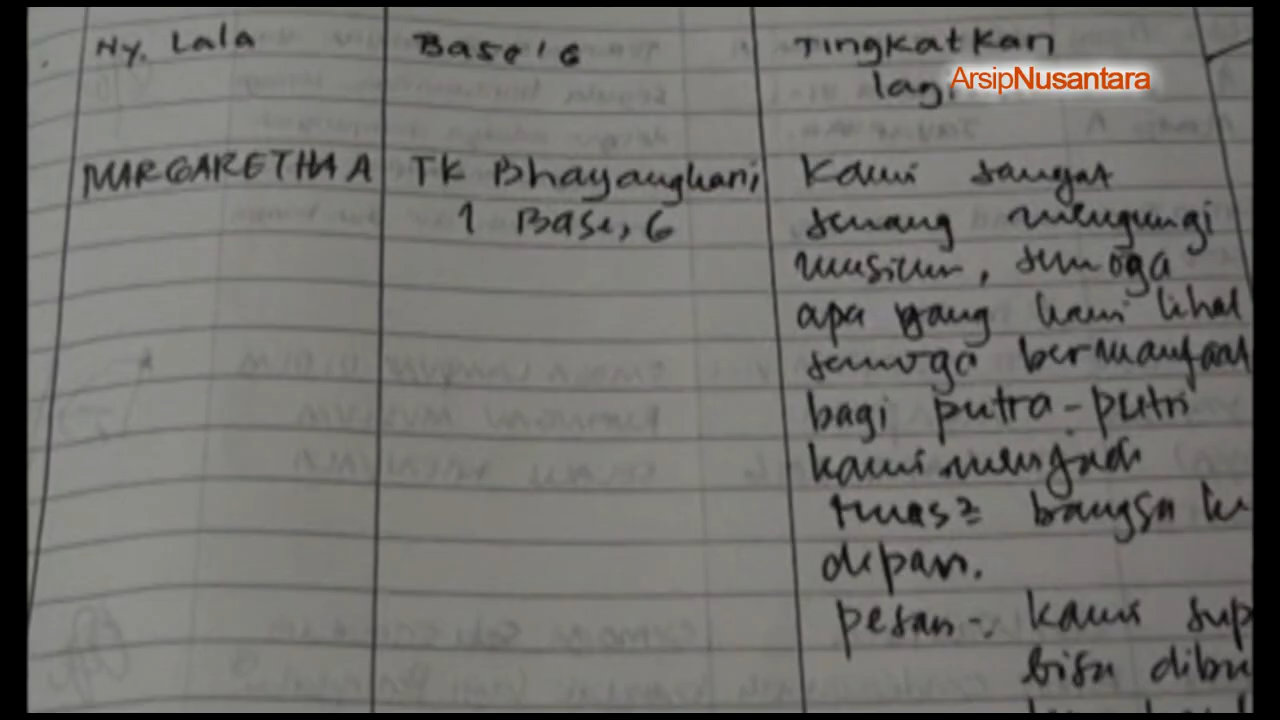 Ny. Lala Base'6 Tingkatkan
lagi
ArsipNusantara
MARGARETHA A TK Bhayangkari Kami sangat
1 Base, 6 senang mengungi
musium, semoga
apa yang kami lihat
semoga bermanfaat
bagi putra-putri
kami menjadi
tunas2 bangsa ke
depan.
pesan-: kami sup
bisa dibu